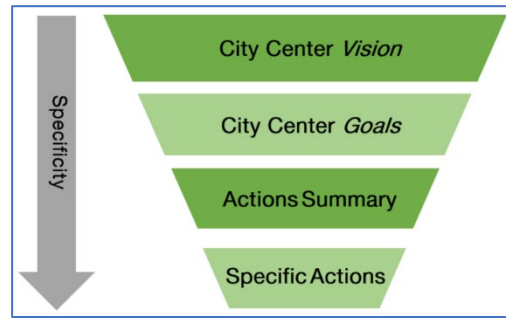 Specificity
City Center Vision
City Center Goals
Actions Summary
Specific Actions